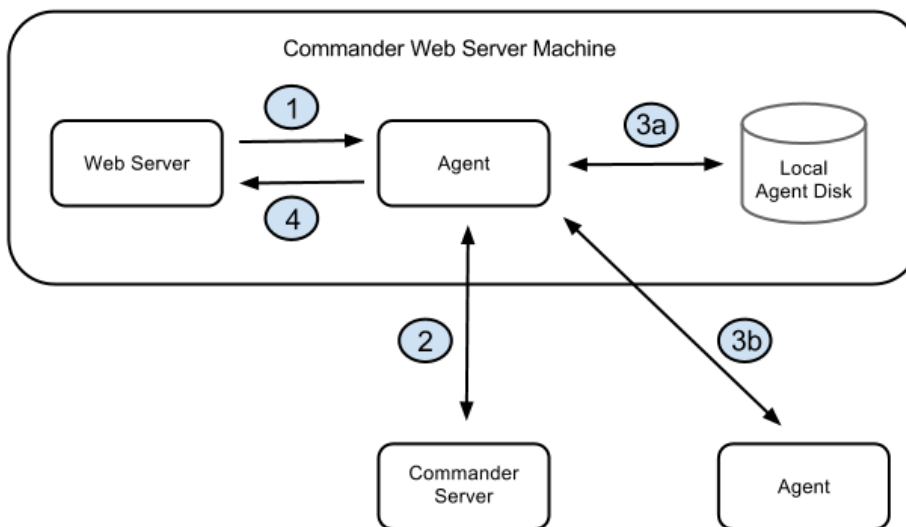 Commander Web Server Machine
1
3a
Web Server
Agent
Local
Agent Disk
4
2
3b
Commander
Server
Agent